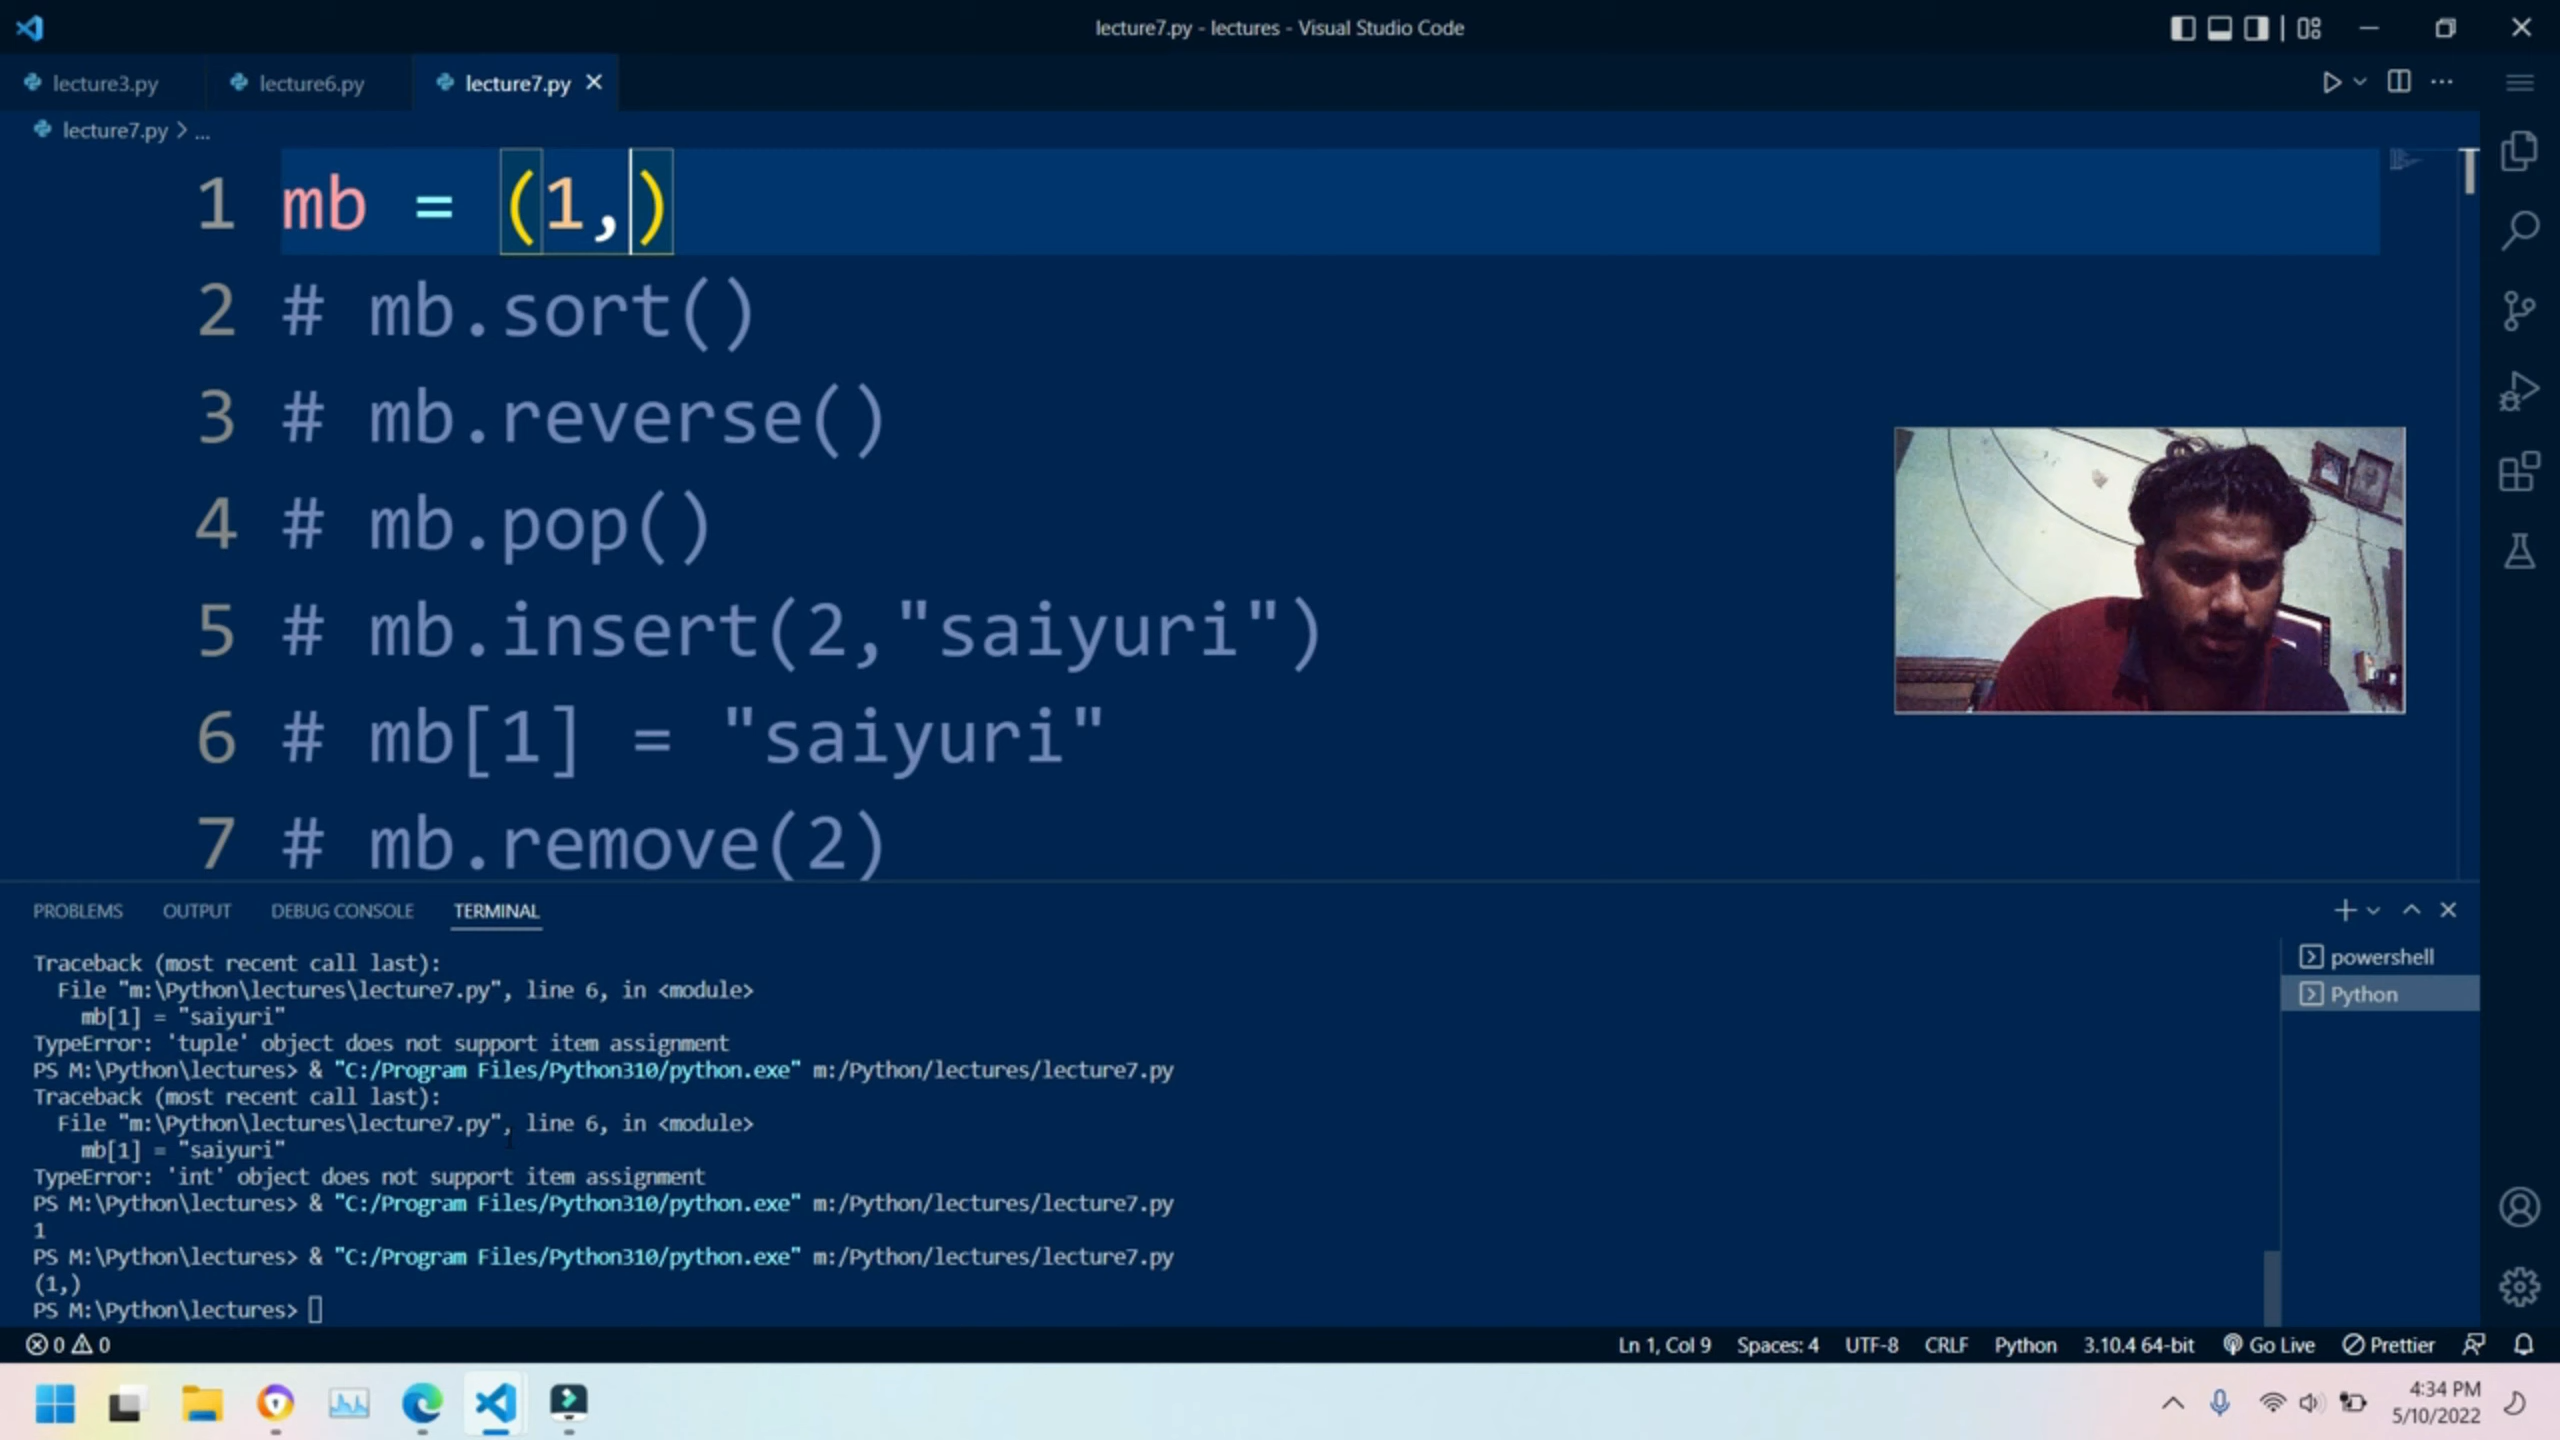 lecture7.py - lectures - Visual Studio Code
lecture3.py
lecture6.py
lecture7.py
lecture7.py > ...
1 mb = (1,)
2 # mb.sort()
3 # mb.reverse()
4 # mb.pop()
5 # mb.insert(2,"saiyuri")
6 # mb[1] = "saiyuri"
7 # mb.remove(2)
PROBLEMS OUTPUT DEBUG CONSOLE TERMINAL
powershell
Python
Traceback (most recent call last):
File "m:\Python\lectures\lecture7.py", line 6, in <module>
mb[1] = "saiyuri"
TypeError: 'tuple' object does not support item assignment
PS M:\Python\lectures> & "C:/Program Files/Python310/python.exe" m:/Python/lectures/lecture7.py
Traceback (most recent call last):
File "m:\Python\lectures\lecture7.py", line 6, in <module>
mb[1] = "saiyuri"
TypeError: 'int' object does not support item assignment
PS M:\Python\lectures> & "C:/Program Files/Python310/python.exe" m:/Python/lectures/lecture7.py
1
PS M:\Python\lectures> & "C:/Program Files/Python310/python.exe" m:/Python/lectures/lecture7.py
(1,)
PS M:\Python\lectures>
0 0
Ln 1, Col 9 Spaces: 4 UTF-8 CRLF Python 3.10.4 64-bit Go Live Prettier
4:34 PM
5/10/2022